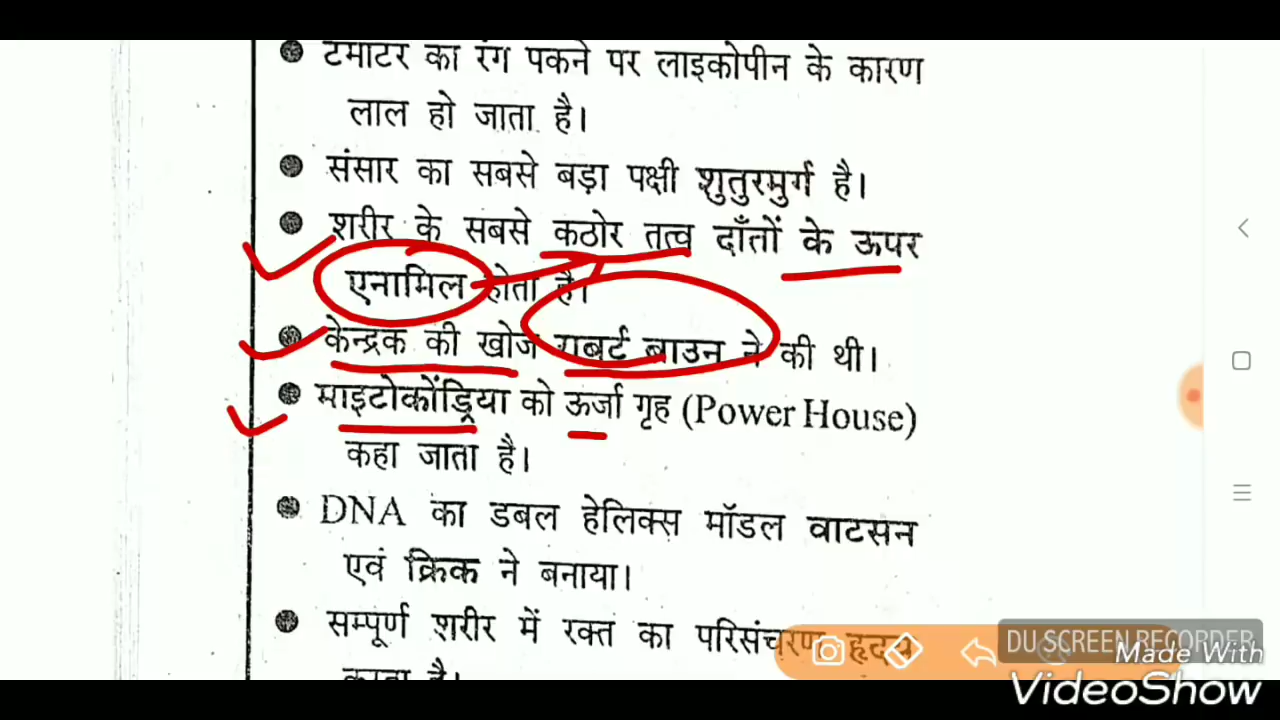 टमाटर का रंग पकने पर लाइकोपीन के कारण
लाल हो जाता है।
संसार का सबसे बड़ा पक्षी शुतुरमुर्ग है।
शरीर के सबसे कठोर तत्व दाँतों के ऊपर
एनामिल होता है।
केन्द्रक की खोज राबर्ट ब्राउन ने की थी।
माइटोकोंड्रिया को ऊर्जा गृह (Power House)
कहा जाता है।
DNA का डबल हेलिक्स मॉडल वाटसन
एवं क्रिक ने बनाया।
सम्पूर्ण शरीर में रक्त का परिसंचरण हृदय
DU SCREEN RECORDER
Made With
VideoShow